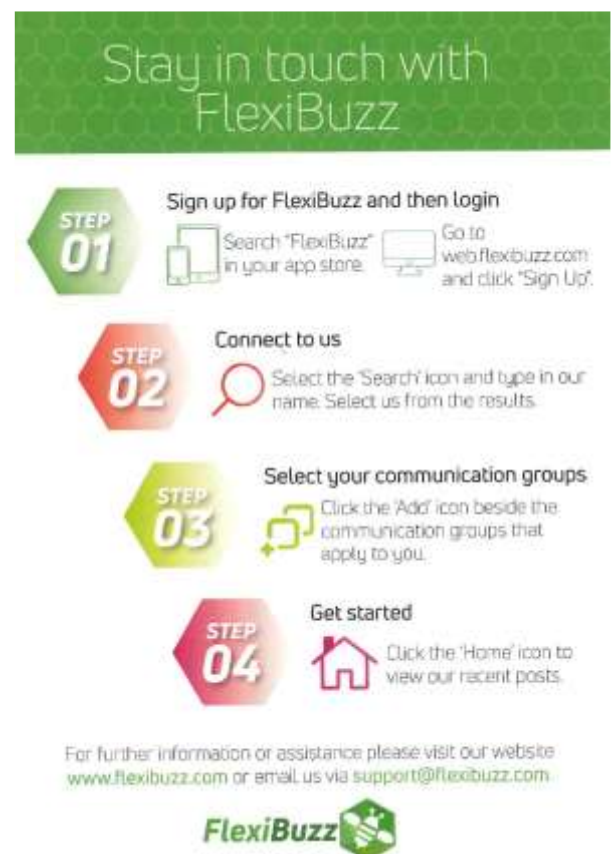 Stay in touch with
FlexiBuzz
STEP
01
Sign up for FlexiBuzz and then login
Search "FlexiBuzz"
in your app store.
Go to
web.flexibuzz.com
and click "Sign Up".
STEP
02
Connect to us
Select the 'Search' icon and type in our
name. Select us from the results.
STEP
03
Select your communication groups
Click the 'Add' icon beside the
communication groups that
apply to you.
STEP
04
Get started
Click the 'Home' icon to
view our recent posts.
For further information or assistance please visit our website
www.flexibuzz.com or email us via support@flexibuzz.com
FlexiBuzz